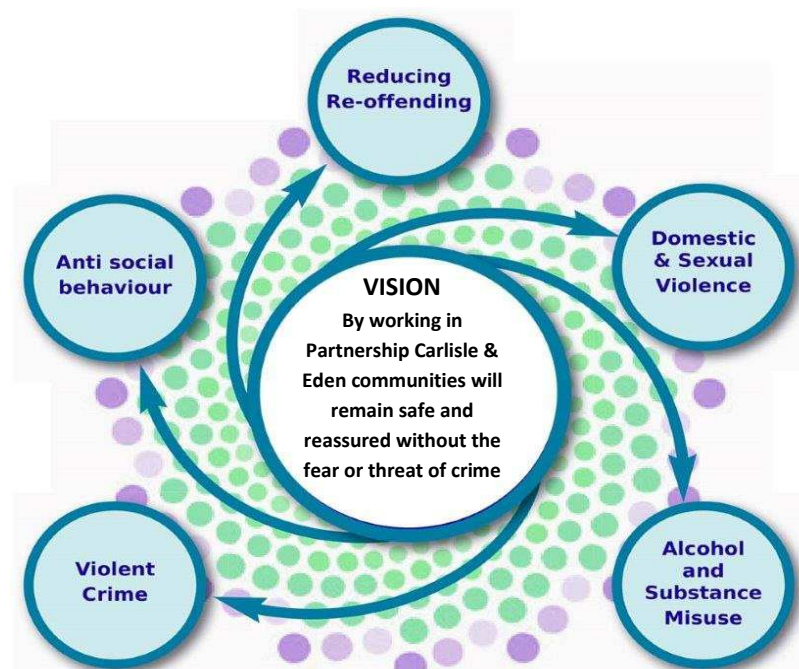 Reducing
Re-offending
Domestic
& Sexual
Violence
Anti social
behaviour
VISION
By working in
Partnership Carlisle &
Eden communities will
remain safe and
reassured without the
fear or threat of crime
Violent
Crime
Alcohol
and
Substance
Misuse